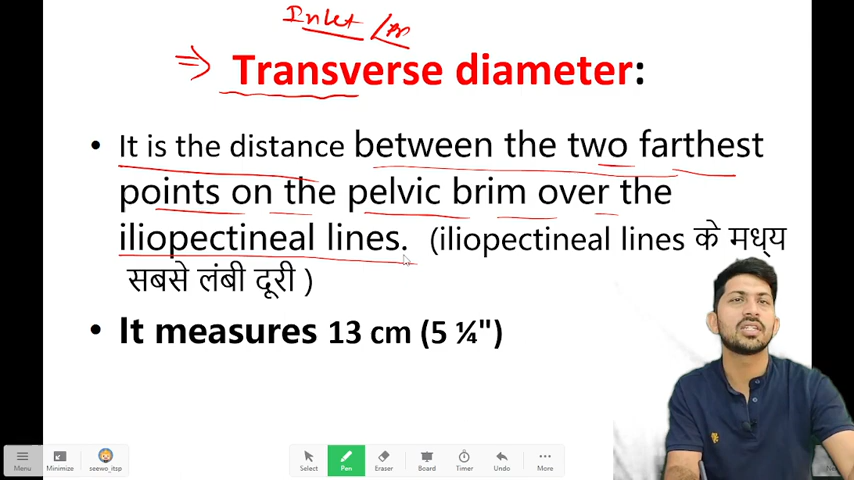 Inlet
Transverse diameter:
• It is the distance between the two farthest
points on the pelvic brim over the
iliopectineal lines. (iliopectineal lines के मध्य
सबसे लंबी दूरी )
• It measures 13 cm (5 ¼")
Menu Minimize seewo_itsp Select Pen Eraser Board Timer Undo More